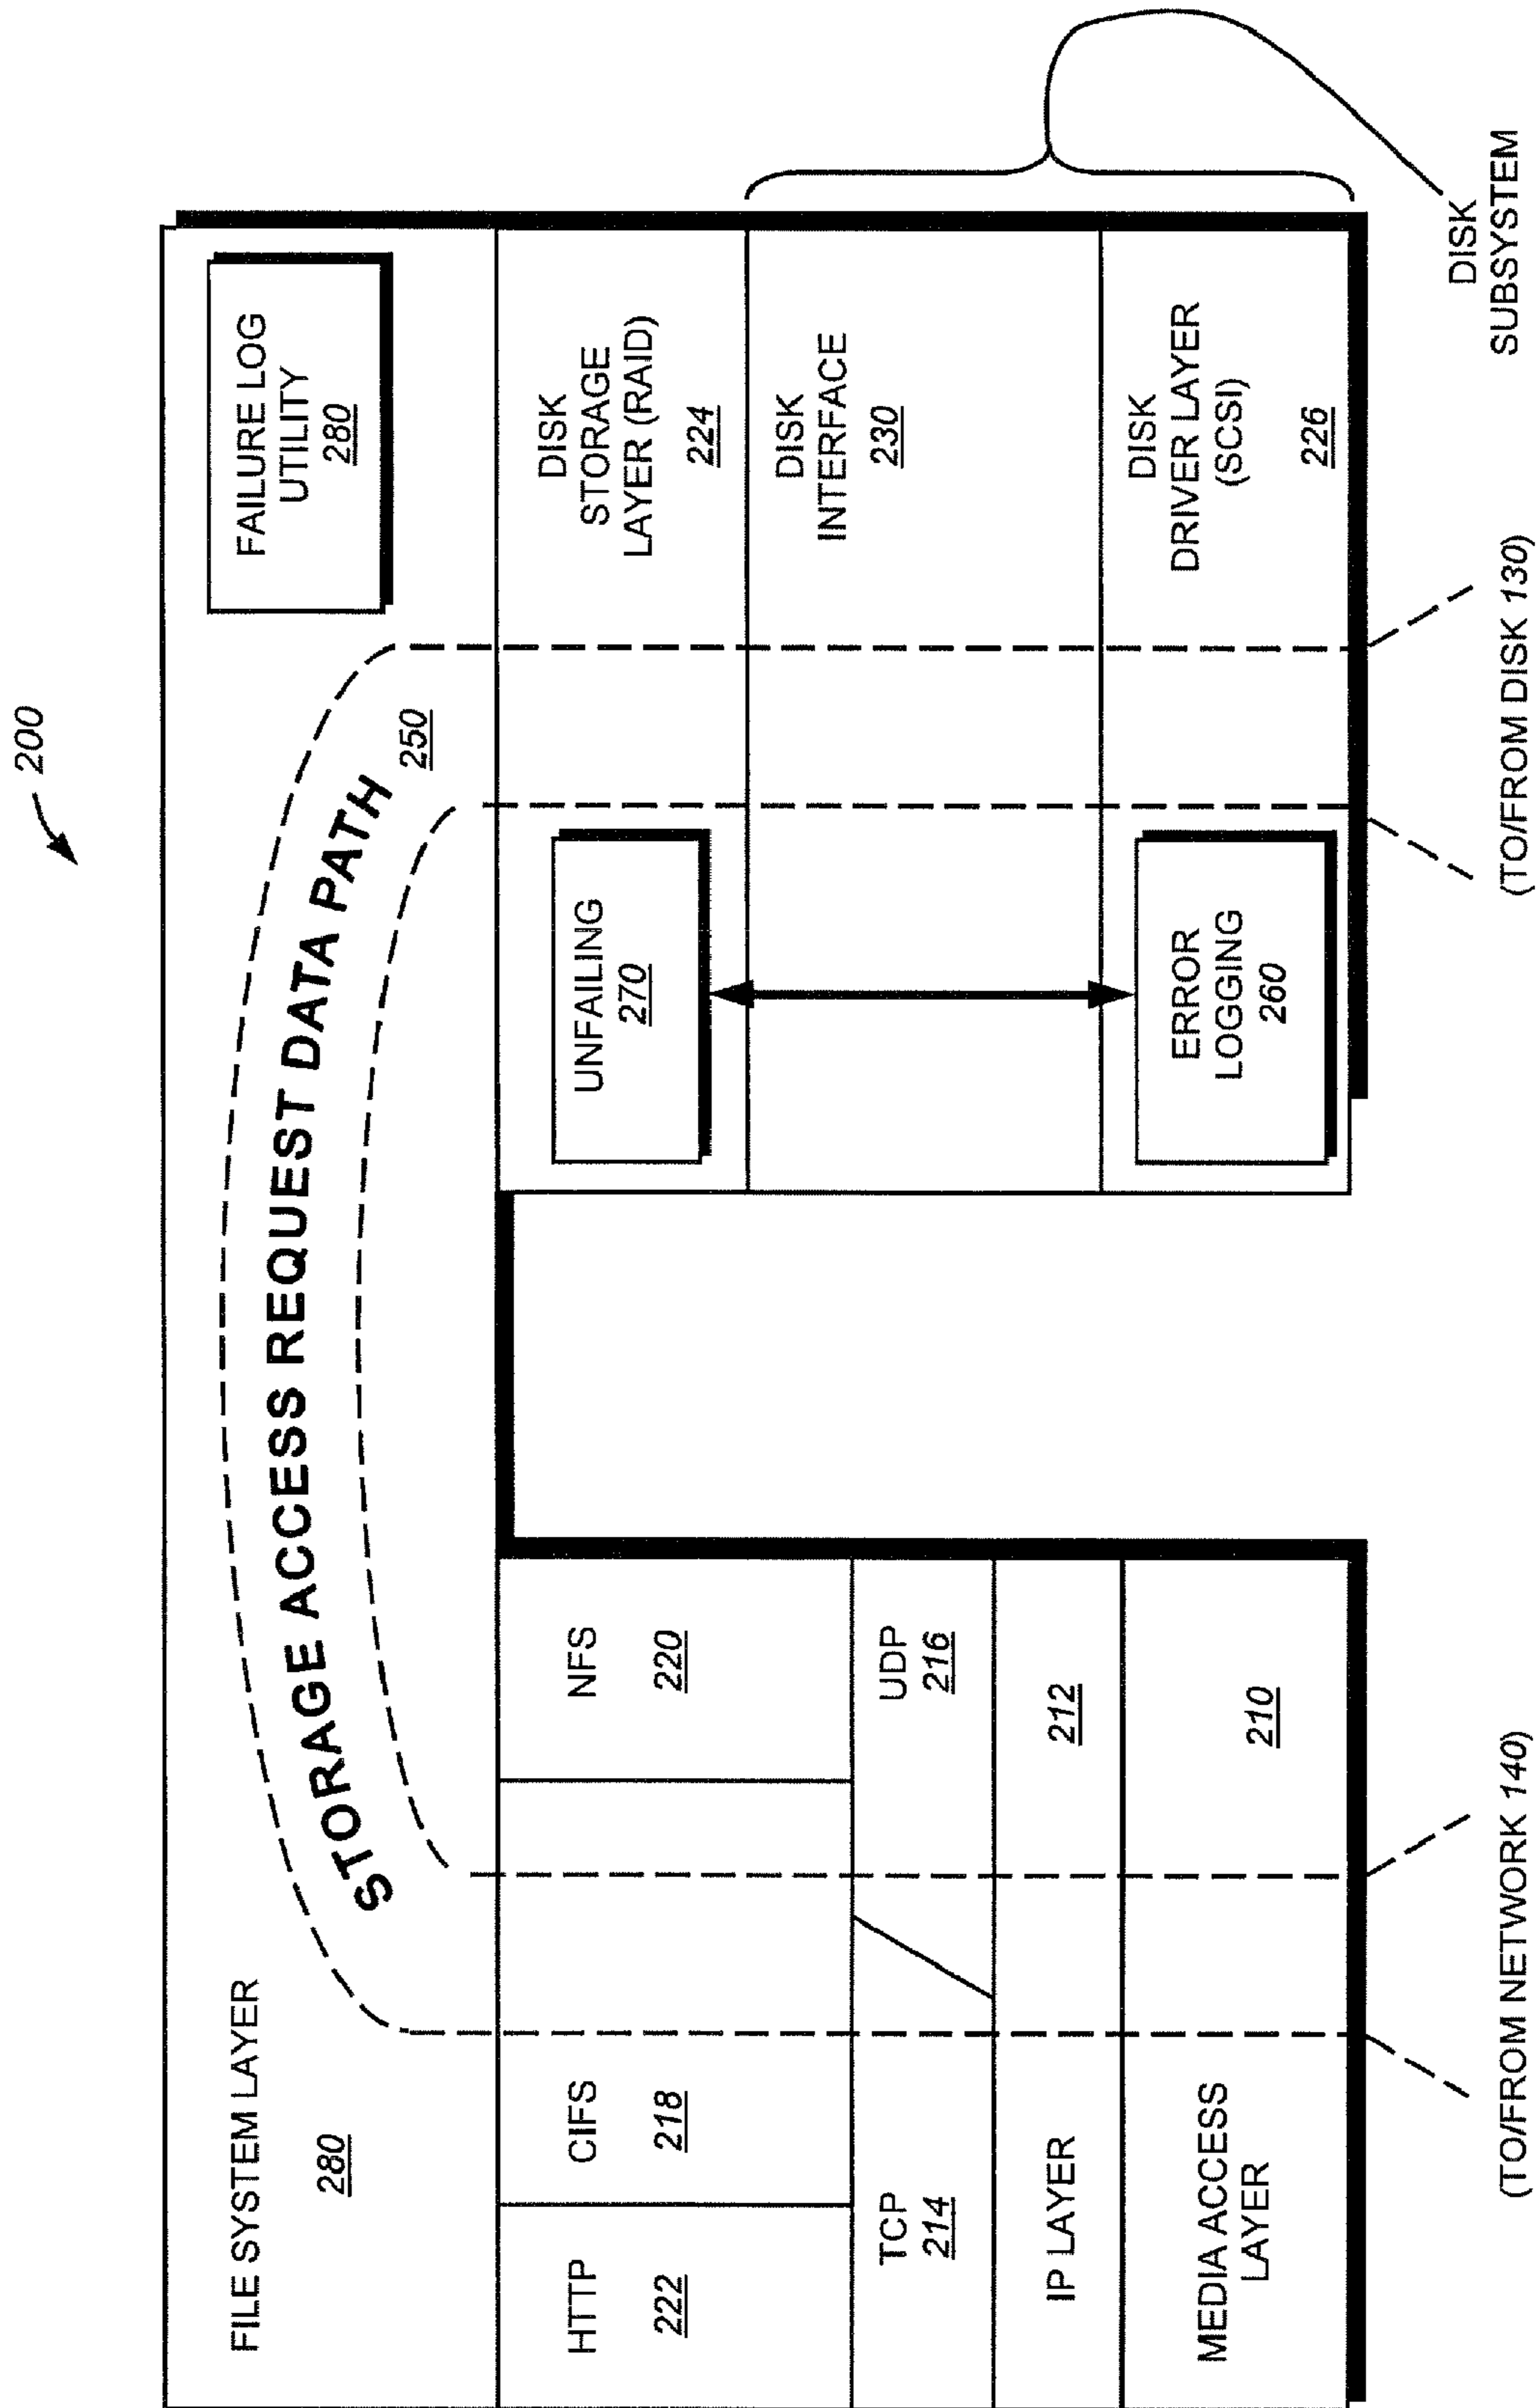 200
FILE SYSTEM LAYER
280
STORAGE ACCESS REQUEST DATA PATH
250
FAILURE LOG
UTILITY
280
HTTP
222
CIFS
218
NFS
220
TCP
214
UDP
216
IP LAYER
212
MEDIA ACCESS
LAYER
210
UNFAILING
270
ERROR
LOGGING
260
DISK
STORAGE
LAYER (RAID)
224
DISK
INTERFACE
230
DISK
DRIVER LAYER
(SCSI)
226
(TO/FROM NETWORK 140)
(TO/FROM DISK 130)
DISK
SUBSYSTEM